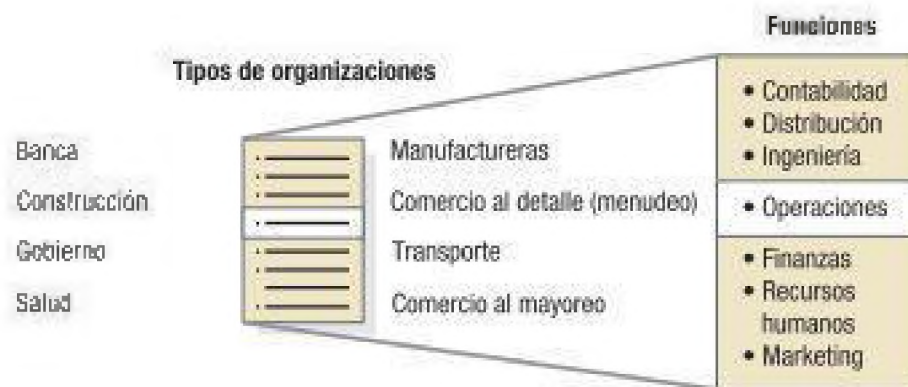 Funciones
Tipos de organizaciones
Banca
Construcción
Gobierno
Salud
Manufactureras
Comercio al detalle (menudeo)
Transporte
Comercio al mayoreo
• Contabilidad
• Distribución
• Ingeniería
• Operaciones
• Finanzas
• Recursos
humanos
• Marketing